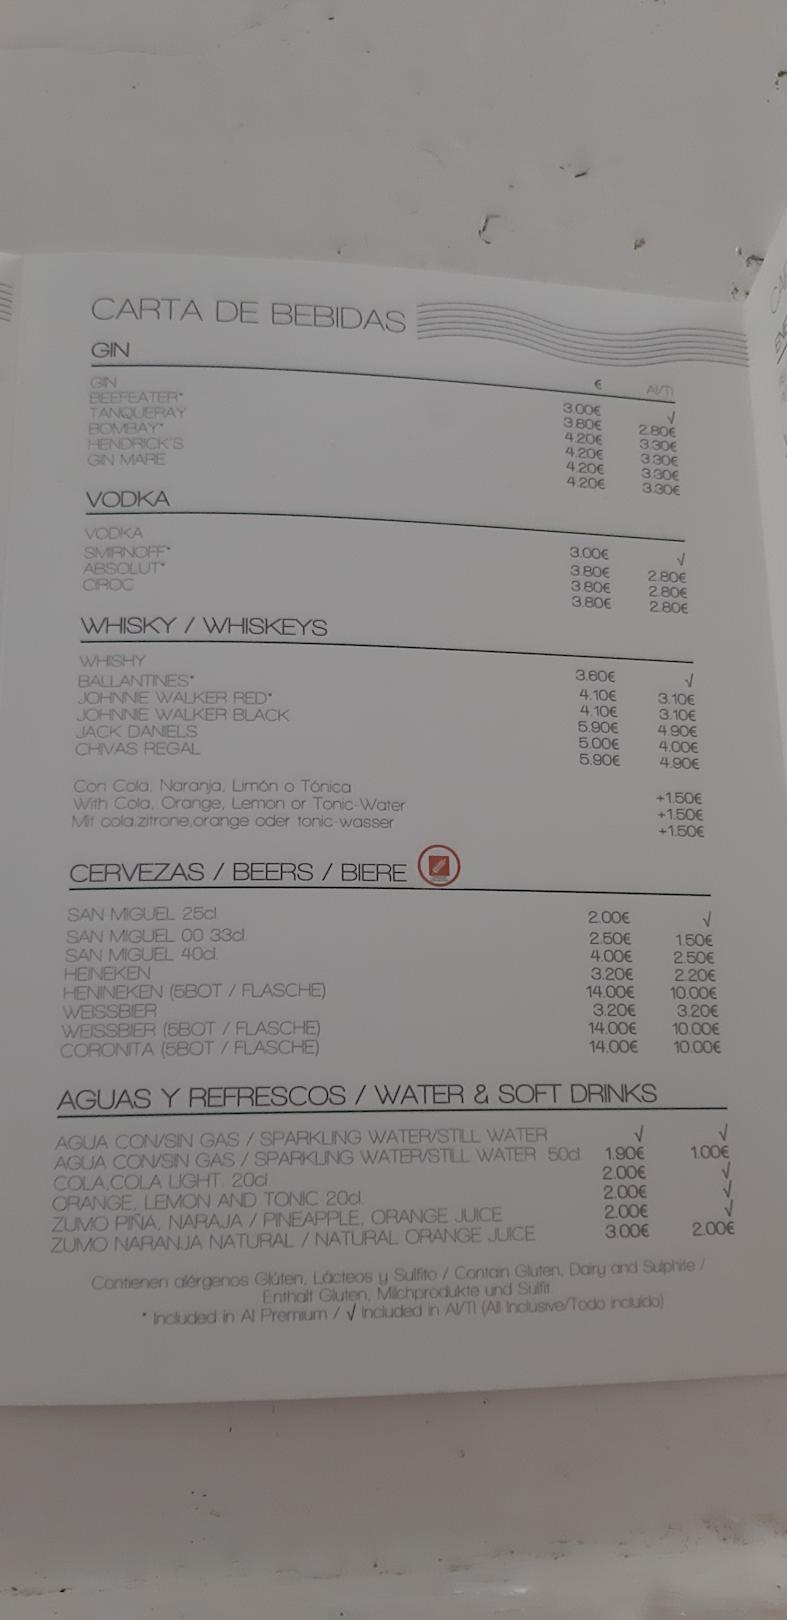 CARTA DE BEBIDAS
GIN
€ AI/TI
GIN 3.00€ √
BEEFEATER* 3.80€ 2.80€
TANQUERAY 4.20€ 3.30€
BOMBAY* 4.20€ 3.30€
HENDRICK'S 4.20€ 3.30€
GIN MARE 4.20€ 3.30€
VODKA
VODKA 3.00€ √
SMIRNOFF* 3.80€ 2.80€
ABSOLUT* 3.80€ 2.80€
CIROC 3.80€ 2.80€
WHISKY / WHISKEYS
WHISHY 3.60€ √
BALLANTINES* 4.10€ 3.10€
JOHNNIE WALKER RED* 4.10€ 3.10€
JOHNNIE WALKER BLACK 5.90€ 4.90€
JACK DANIELS 5.00€ 4.00€
CHIVAS REGAL 5.90€ 4.90€
Con Cola, Naranja, Limón o Tónica +1.50€
With Cola, Orange, Lemon or Tonic-Water +1.50€
Mit cola,zitrone,orange oder tonic-wasser +1.50€
CERVEZAS / BEERS / BIERE
SAN MIGUEL 25cl 2.00€ √
SAN MIGUEL 00 33cl. 2.50€ 1.50€
SAN MIGUEL 40cl. 4.00€ 2.50€
HEINEKEN 3.20€ 2.20€
HENINEKEN (5BOT / FLASCHE) 14.00€ 10.00€
WEISSBIER 3.20€ 3.20€
WEISSBIER (5BOT / FLASCHE) 14.00€ 10.00€
CORONITA (5BOT / FLASCHE) 14.00€ 10.00€
AGUAS Y REFRESCOS / WATER & SOFT DRINKS
AGUA CON/SIN GAS / SPARKLING WATER/STILL WATER √ √
AGUA CON/SIN GAS / SPARKLING WATER/STILL WATER 50cl 1.90€ 1.00€
COLA,COLA LIGHT. 20cl 2.00€ √
ORANGE, LEMON AND TONIC 20cl. 2.00€ √
ZUMO PIÑA, NARAJA / PINEAPPLE, ORANGE JUICE 2.00€ √
ZUMO NARANJA NATURAL / NATURAL ORANGE JUICE 3.00€ 2.00€
Contienen alérgenos Glúten, Lácteos y Sulfito / Contain Gluten, Dairy and Sulphite /
Enthalt Gluten, Milchprodukte und Sulfit.
* Included in AI Premium / √ Included in AI/TI (All Inclusive/Todo incluido)